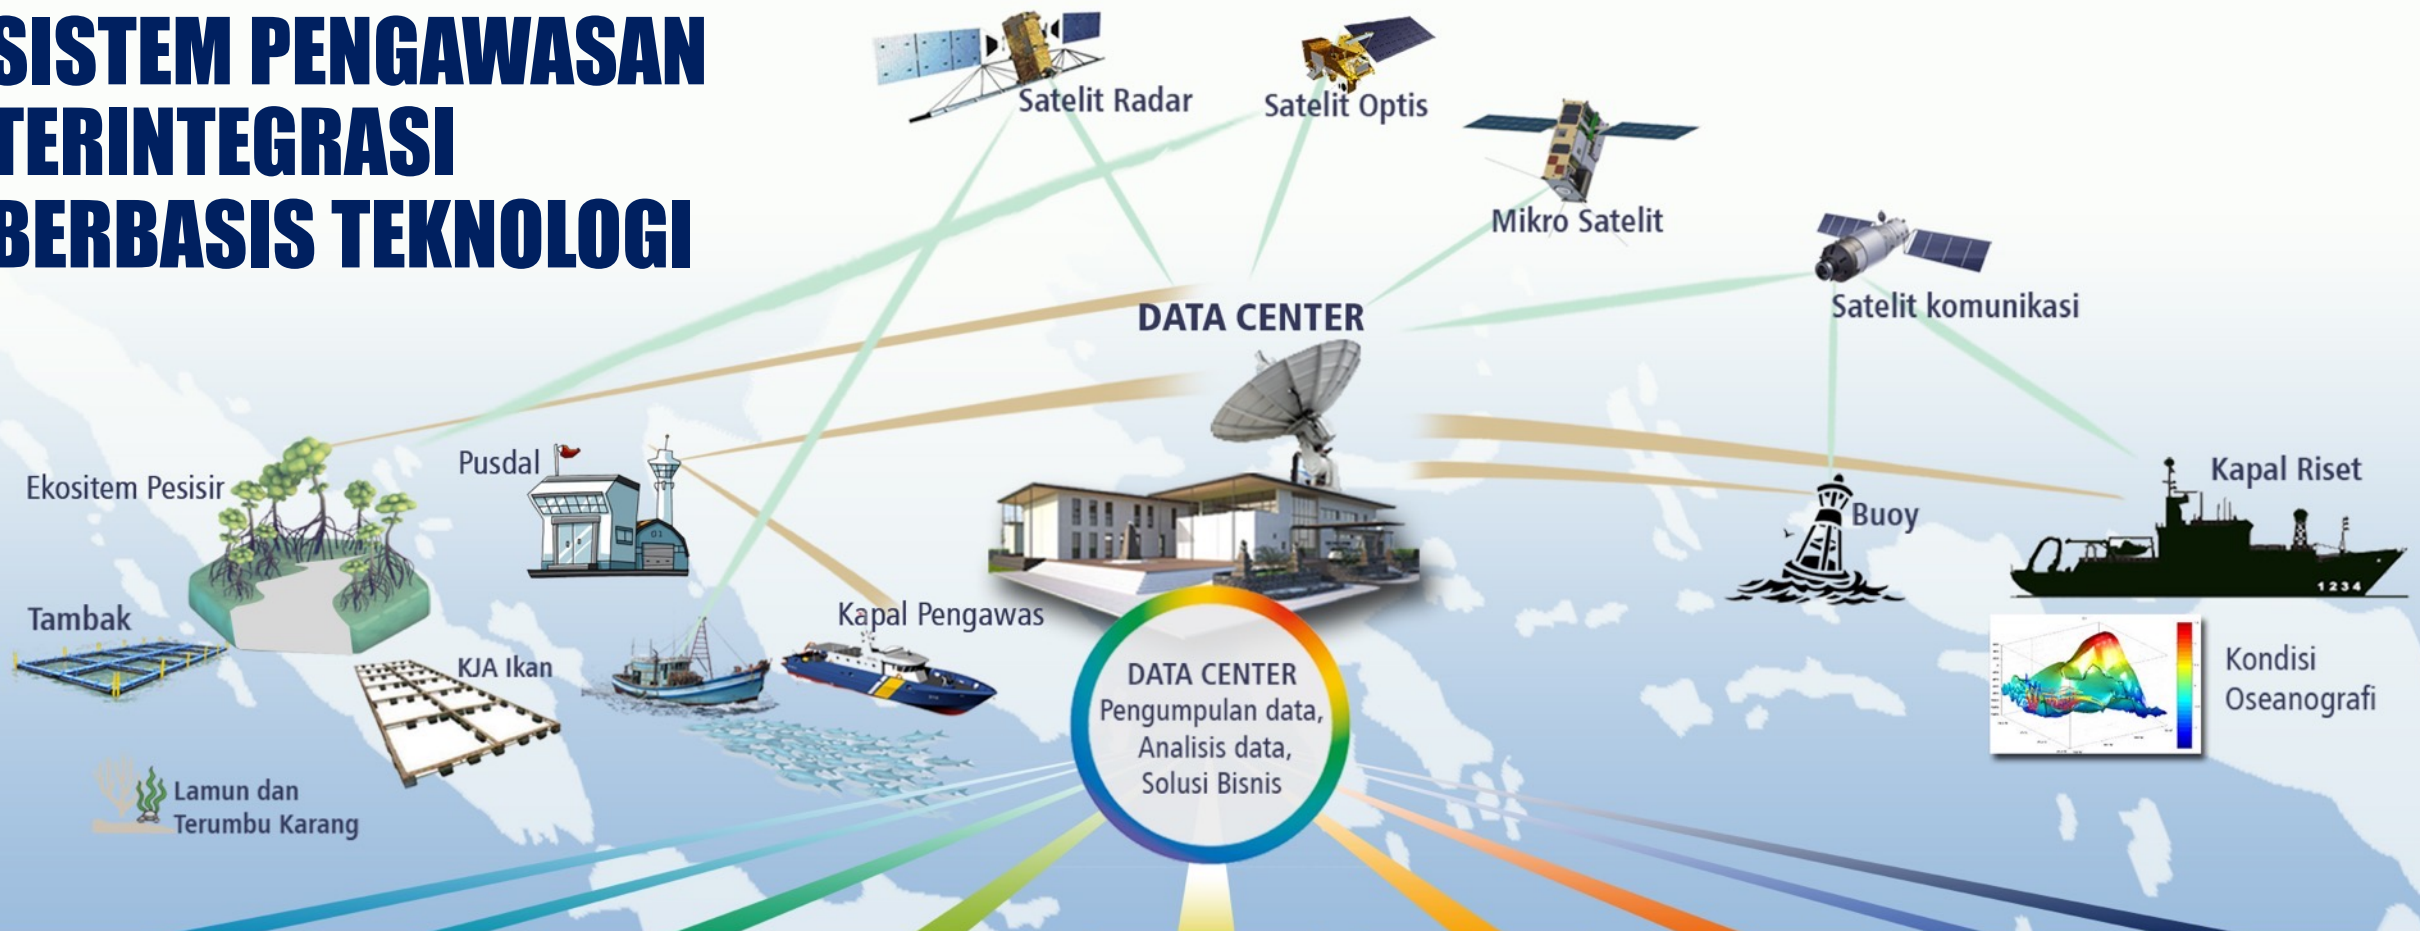 SISTEM PENGAWASAN
TERINTEGRASI
BERBASIS TEKNOLOGI
Satelit Radar
Satelit Optis
Mikro Satelit
Satelit komunikasi
DATA CENTER
Ekositem Pesisir
Pusdal
Kapal Riset
Buoy
01
1234
Tambak
KJA Ikan
Kapal Pengawas
Kondisi
Oseanografi
DATA CENTER
Pengumpulan data,
Analisis data,
Solusi Bisnis
Lamun dan
Terumbu Karang